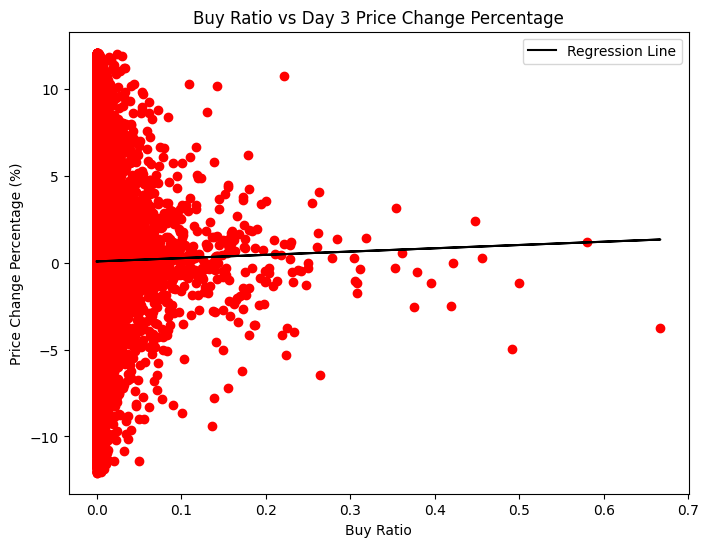 Buy Ratio vs Day 3 Price Change Percentage
Regression Line
Price Change Percentage (%)
10
5
0
−5
−10
0.0 0.1 0.2 0.3 0.4 0.5 0.6 0.7
Buy Ratio